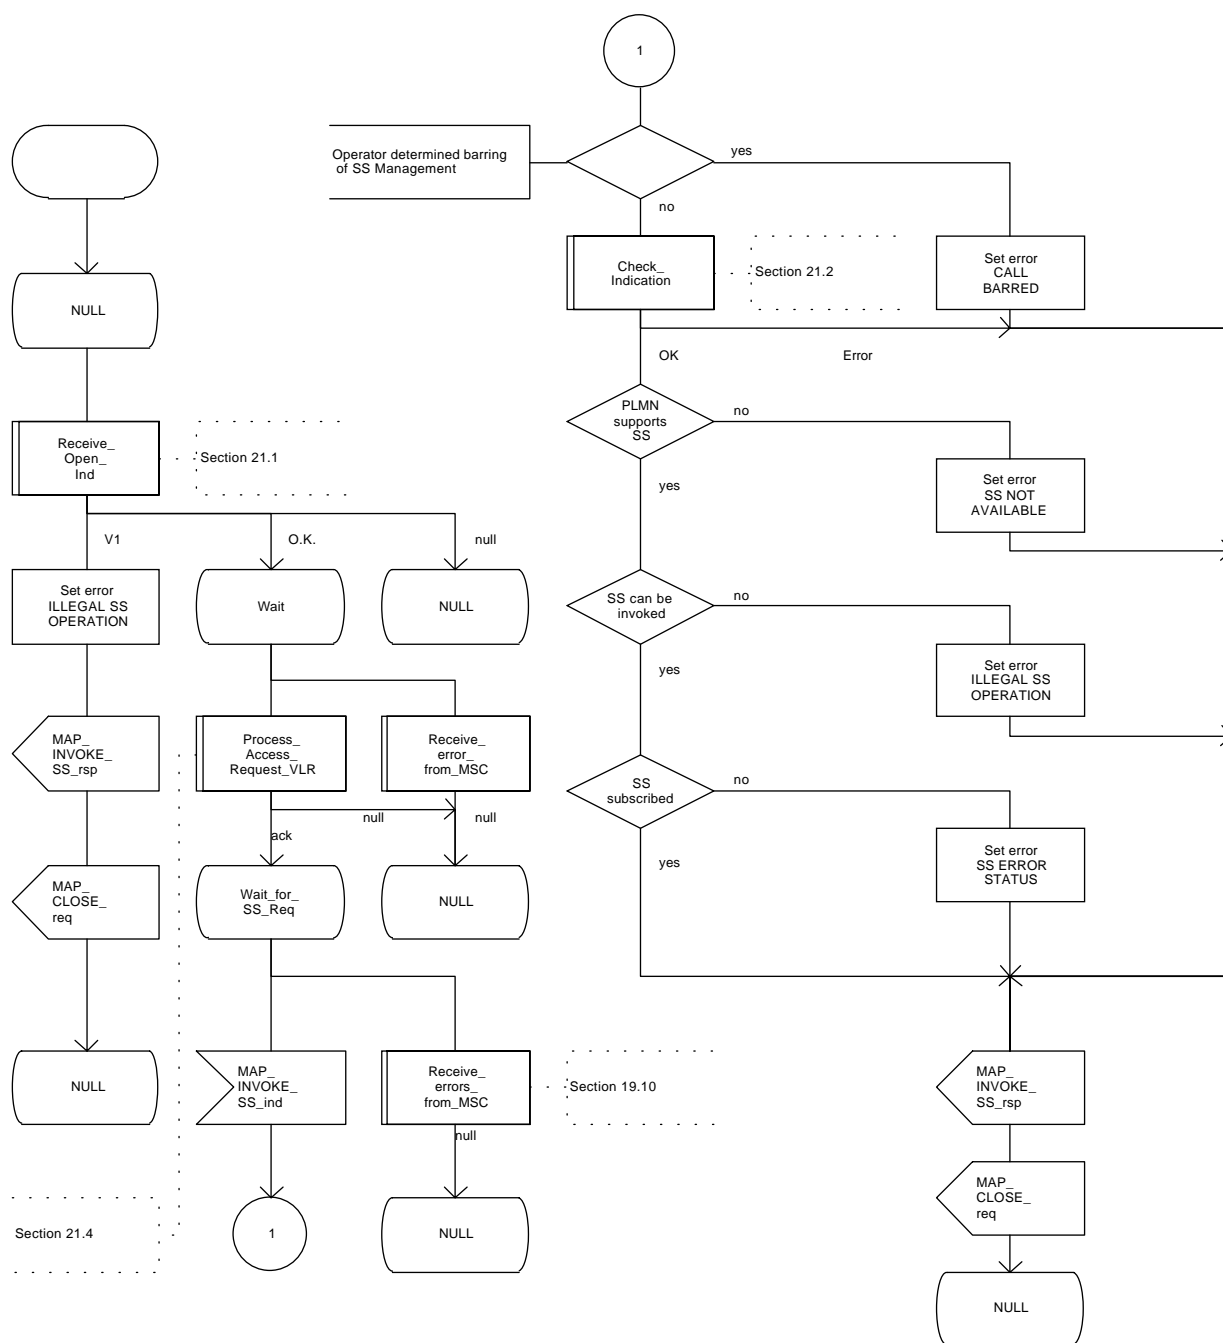 1
Operator determined barring
of SS Management
yes
no
Check_
Indication
Section 21.2
Set error
CALL
BARRED
NULL
OK
Error
Receive_
Open_
Ind
Section 21.1
PLMN
supports
SS
no
yes
Set error
SS NOT
AVAILABLE
V1
O.K.
null
Set error
ILLEGAL SS
OPERATION
Wait
NULL
SS can be
invoked
no
yes
Set error
ILLEGAL SS
OPERATION
MAP_
INVOKE_
SS_rsp
Process_
Access_
Request_VLR
Receive_
error_
from_MSC
null
null
ack
SS
subscribed
no
yes
Set error
SS ERROR
STATUS
MAP_
CLOSE_
req
Wait_for_
SS_Req
NULL
NULL
MAP_
INVOKE_
SS_ind
Receive_
errors_
from_MSC
null
Section 19.10
MAP_
INVOKE_
SS_rsp
MAP_
CLOSE_
req
Section 21.4
1
NULL
NULL